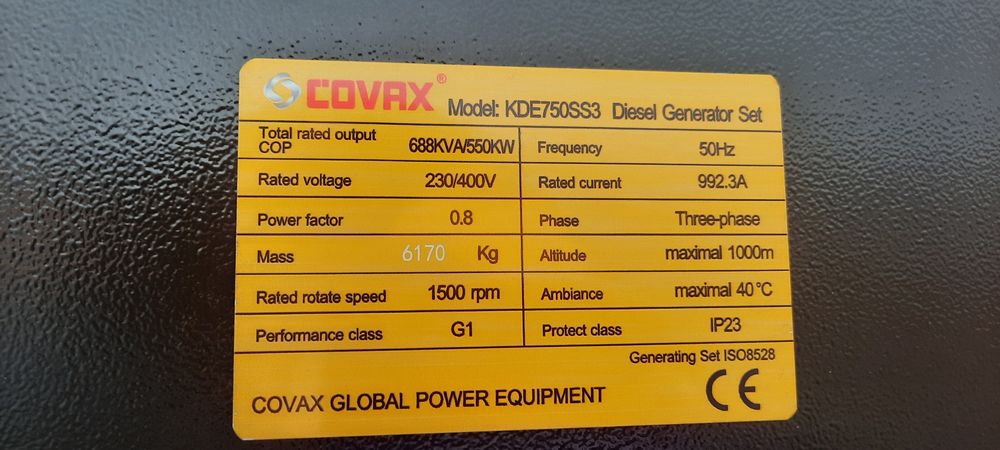 COVAX® Model: KDE750SS3 Diesel Generator Set
Total rated output COP 688KVA/550KW Frequency 50Hz
Rated voltage 230/400V Rated current 992.3A
Power factor 0.8 Phase Three-phase
Mass 6170 Kg Altitude maximal 1000m
Rated rotate speed 1500 rpm Ambiance maximal 40°C
Performance class G1 Protect class IP23
Generating Set ISO8528
COVAX GLOBAL POWER EQUIPMENT CE